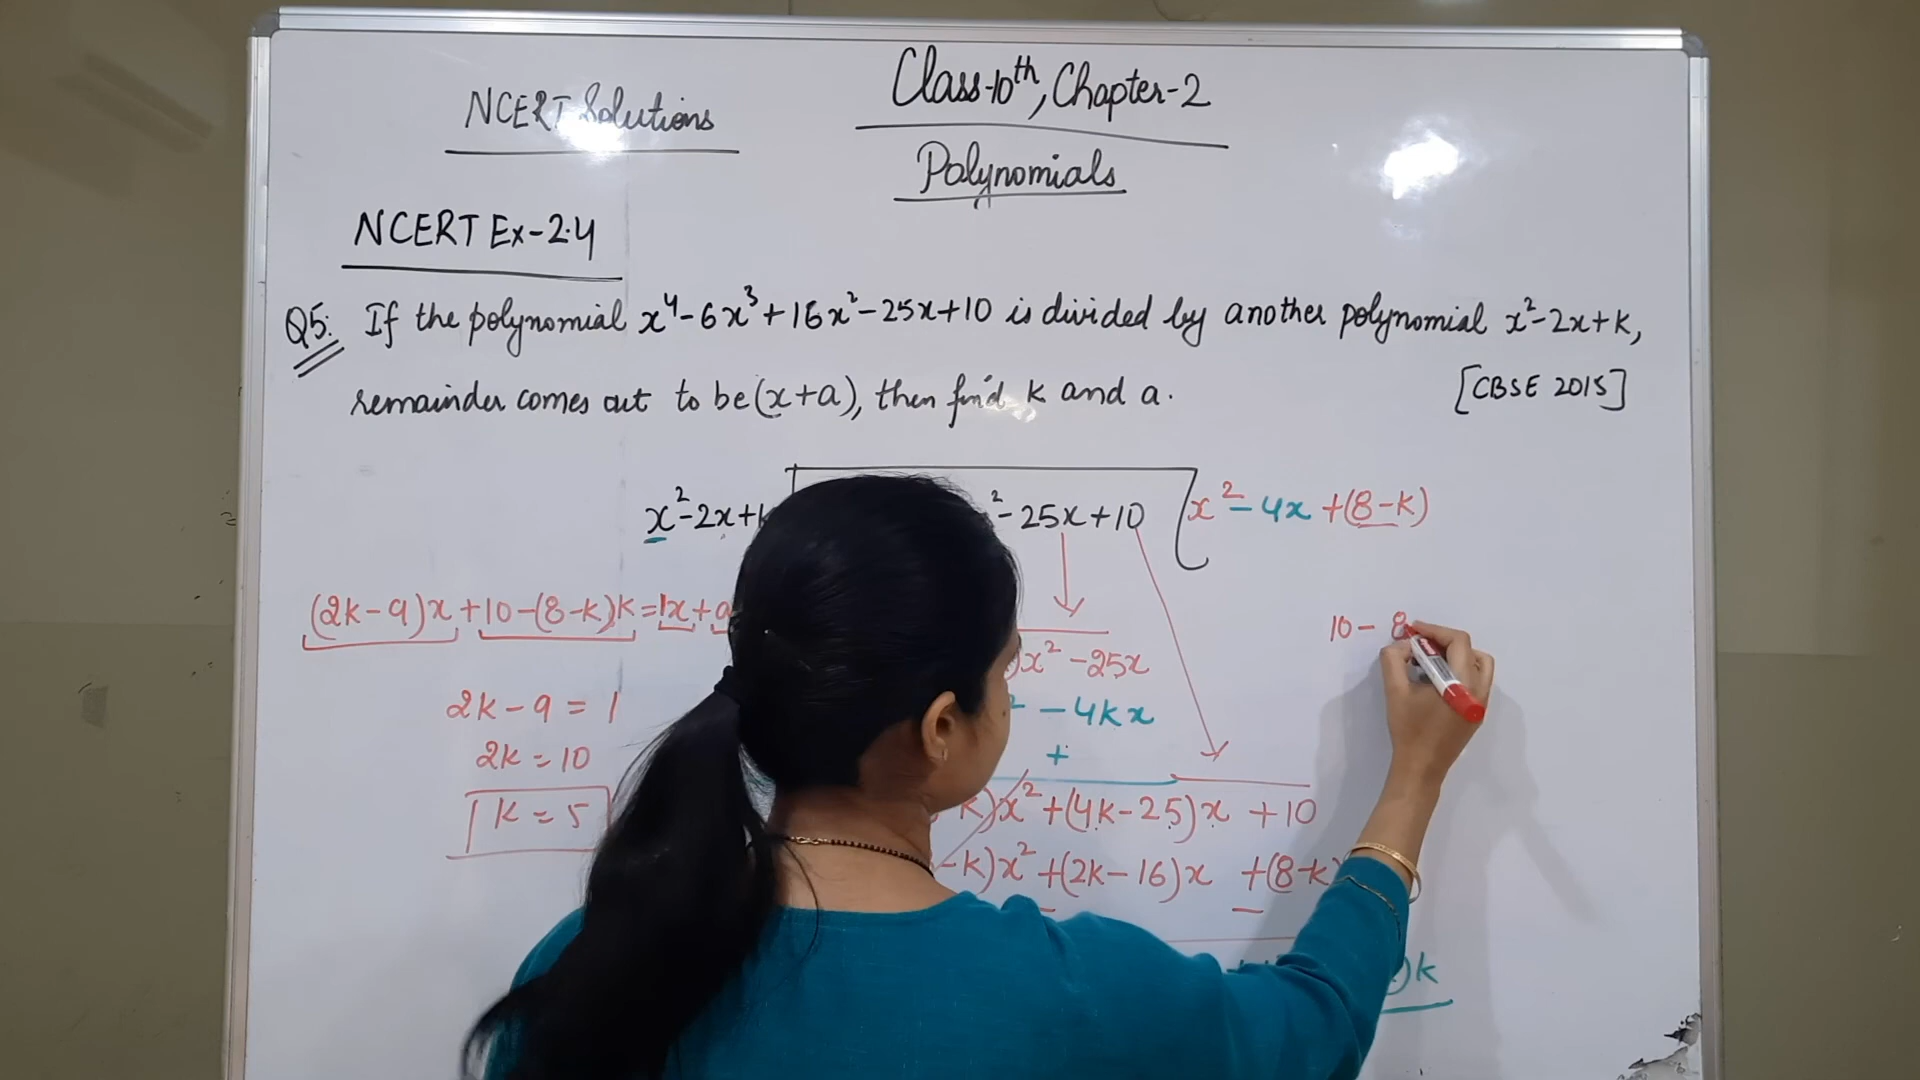 NCERT Solutions
Class-10th, Chapter-2
Polynomials
NCERT Ex-2.4
Q5: If the polynomial x⁴-6x³+16x²-25x+10 is divided by another polynomial x²-2x+k,
remainder comes out to be (x+a), then find k and a.
[CBSE 2015]
x²-2x+
² - 25x+10
x² - 4x + (8-k)
(2k-9)x+10-(8-k)k=1x+a
10 - 8
)x² - 25x
2k-9 = 1
² - 4kx
2k = 10
+
k = 5
k)x²+(4k-25)x +10
-k)x²+(2k-16)x +(8-k)
)k